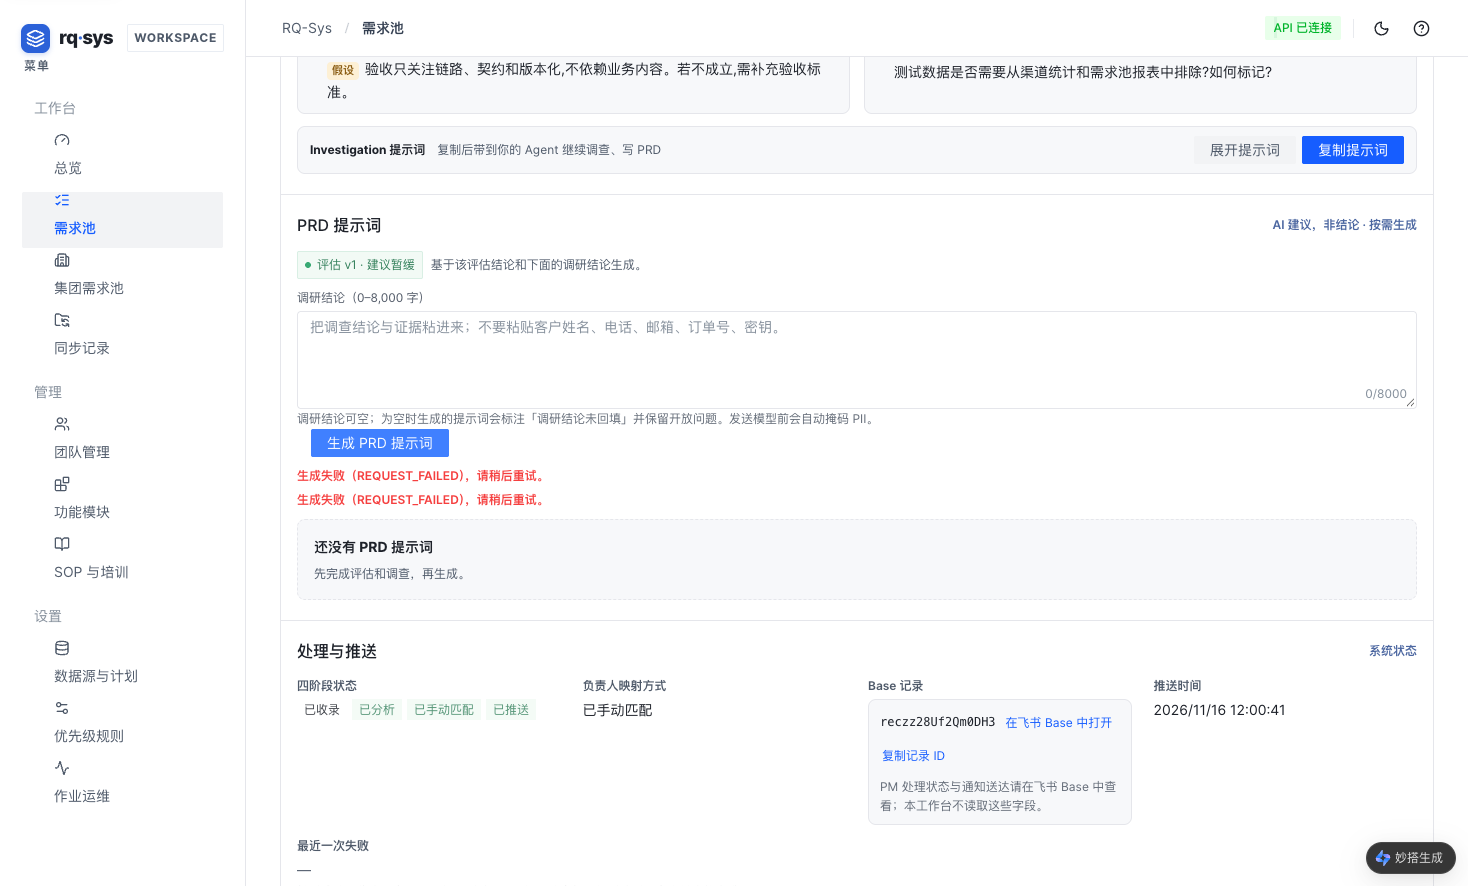 rq·sys
WORKSPACE
菜单
工作台
总览
需求池
集团需求池
同步记录
管理
团队管理
功能模块
SOP 与培训
设置
数据源与计划
优先级规则
作业运维
RQ-Sys / 需求池
API 已连接
假设 验收只关注链路、契约和版本化,不依赖业务内容。若不成立,需补充验收标
准。
测试数据是否需要从渠道统计和需求池报表中排除?如何标记?
Investigation 提示词 复制后带到你的 Agent 继续调查、写 PRD
展开提示词
复制提示词
PRD 提示词
AI 建议，非结论 · 按需生成
评估 v1 · 建议暂缓 基于该评估结论和下面的调研结论生成。
调研结论（0–8,000 字）
把调查结论与证据粘进来；不要粘贴客户姓名、电话、邮箱、订单号、密钥。
0/8000
调研结论可空；为空时生成的提示词会标注「调研结论未回填」并保留开放问题。发送模型前会自动掩码 PII。
生成 PRD 提示词
生成失败（REQUEST_FAILED），请稍后重试。
生成失败（REQUEST_FAILED），请稍后重试。
还没有 PRD 提示词
先完成评估和调查，再生成。
处理与推送
系统状态
四阶段状态
已收录 已分析 已手动匹配 已推送
负责人映射方式
已手动匹配
Base 记录
reczz28Uf2Qm0DH3 在飞书 Base 中打开
复制记录 ID
PM 处理状态与通知送达请在飞书 Base 中查
看；本工作台不读取这些字段。
推送时间
2026/11/16 12:00:41
最近一次失败
—
妙搭生成